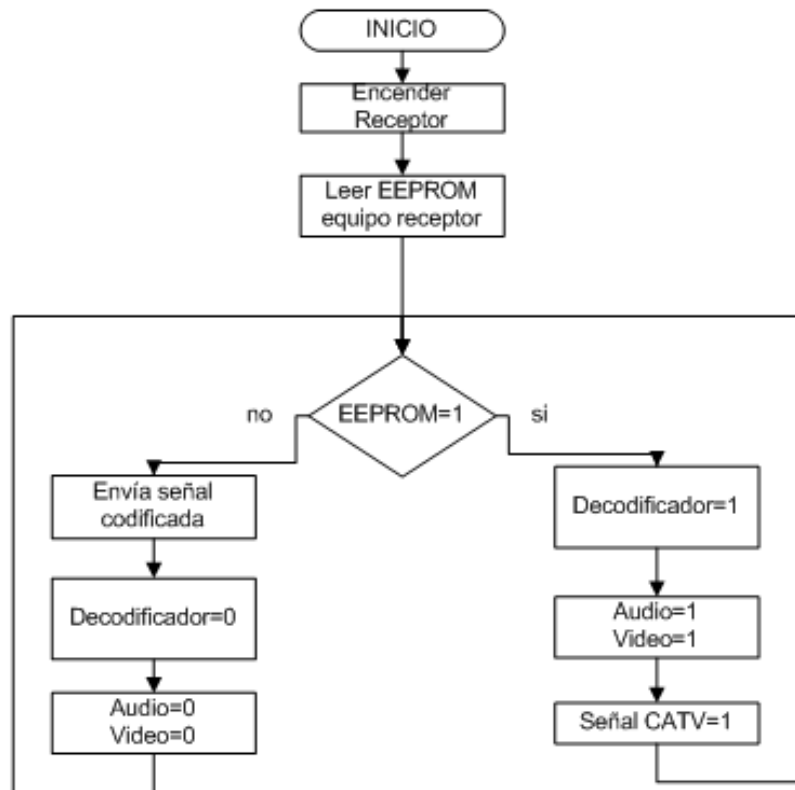 INICIO
Encender
Receptor
Leer EEPROM
equipo receptor
no
EEPROM=1
si
Envía señal
codificada
Decodificador=0
Audio=0
Video=0
Decodificador=1
Audio=1
Video=1
Señal CATV=1